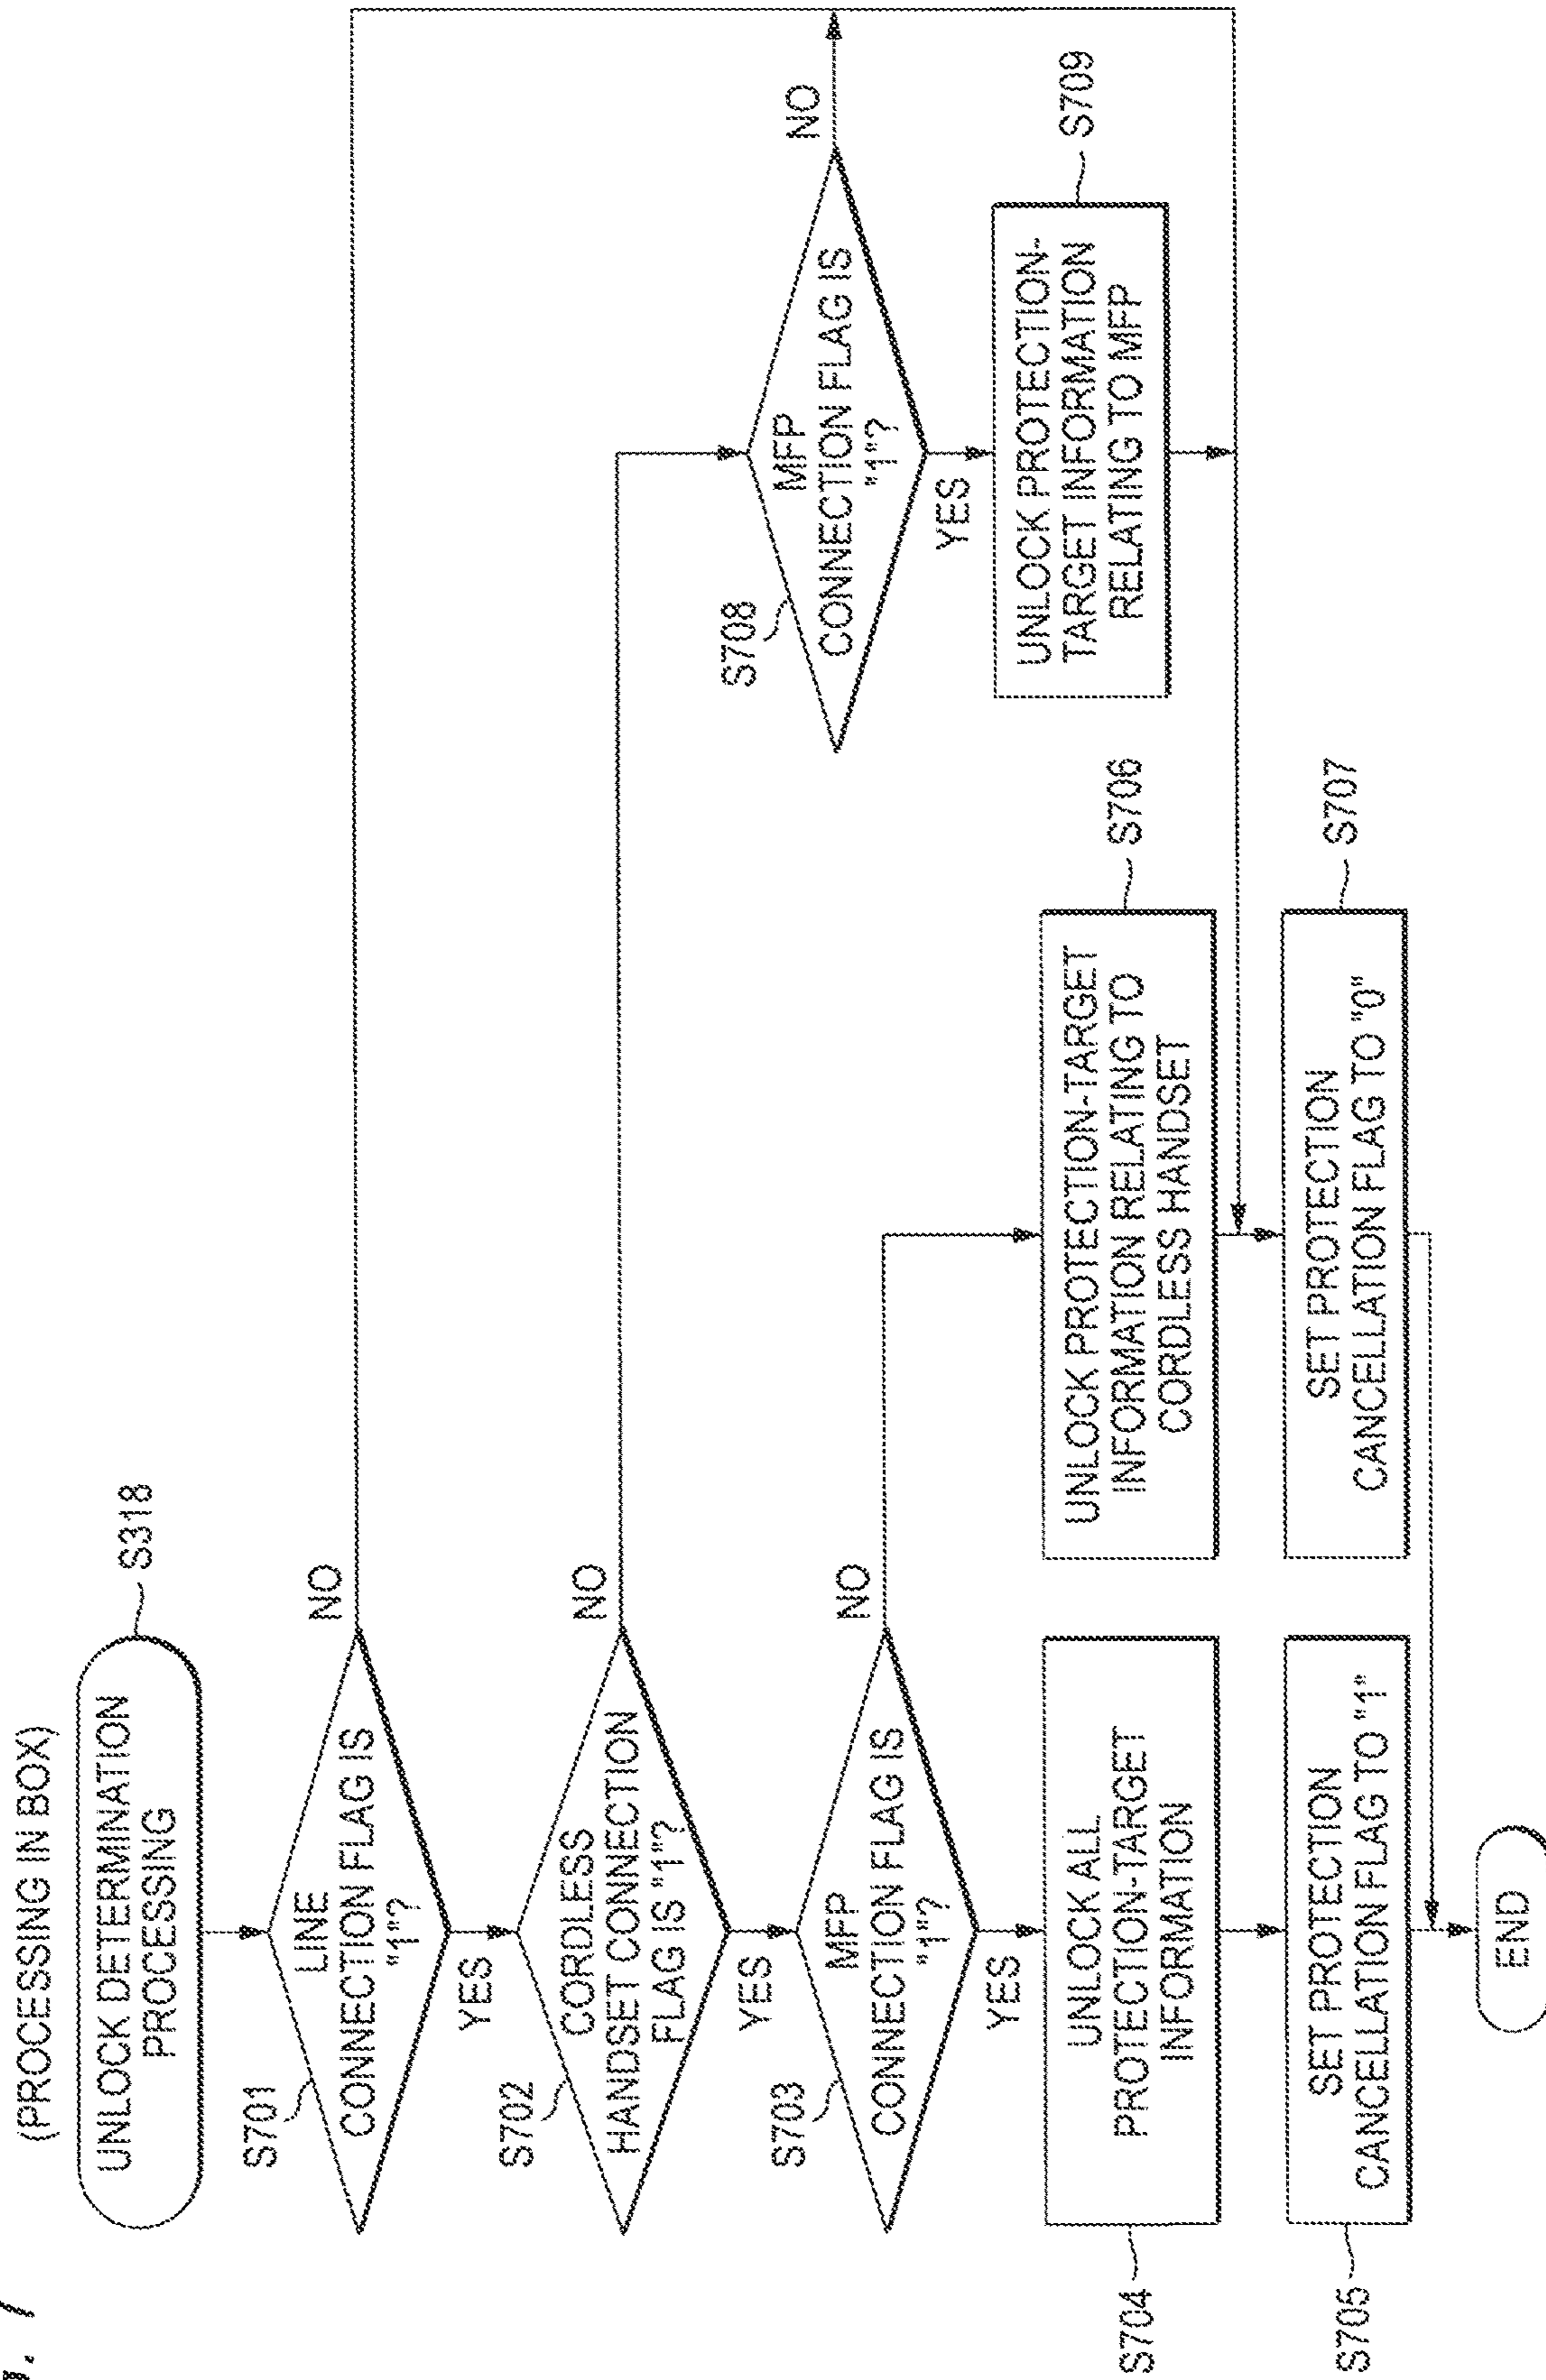 (PROCESSING IN BOX)
UNLOCK DETERMINATION
PROCESSING
S318
S701
LINE
CONNECTION FLAG IS
"1"?
NO
YES
S702
CORDLESS
HANDSET CONNECTION
FLAG IS "1"?
NO
YES
S703
MFP
CONNECTION FLAG IS
"1"?
NO
YES
S708
MFP
CONNECTION FLAG IS
"1"?
NO
YES
S704
UNLOCK ALL
PROTECTION-TARGET
INFORMATION
UNLOCK PROTECTION-TARGET
INFORMATION RELATING TO
CORDLESS HANDSET
S706
UNLOCK PROTECTION-
TARGET INFORMATION
RELATING TO MFP
S709
S705
SET PROTECTION
CANCELLATION FLAG TO "1"
SET PROTECTION
CANCELLATION FLAG TO "0"
S707
END